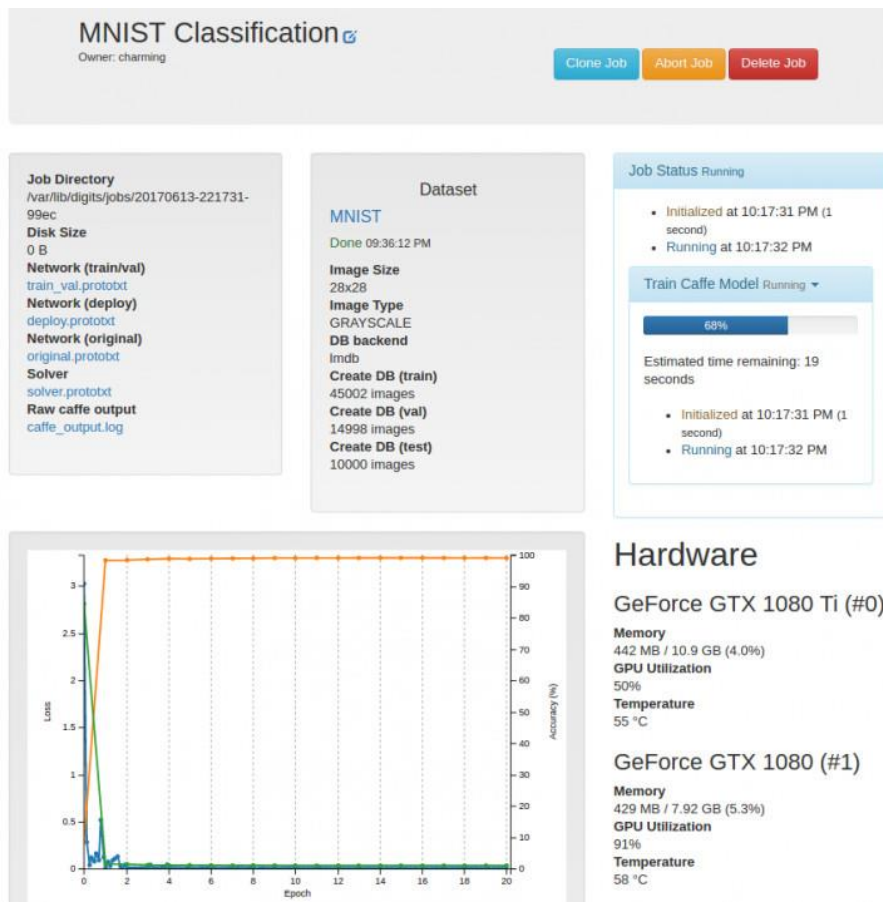 MNIST Classification
Owner: charming
Clone Job Abort Job Delete Job
Job Directory
/var/lib/digits/jobs/20170613-221731-
99ec
Disk Size
0 B
Network (train/val)
train_val.prototxt
Network (deploy)
deploy.prototxt
Network (original)
original.prototxt
Solver
solver.prototxt
Raw caffe output
caffe_output.log
Dataset
MNIST
Done 09:36:12 PM
Image Size
28x28
Image Type
GRAYSCALE
DB backend
lmdb
Create DB (train)
45002 images
Create DB (val)
14998 images
Create DB (test)
10000 images
Job Status Running
Initialized at 10:17:31 PM (1
second)
Running at 10:17:32 PM
Train Caffe Model Running
68%
Estimated time remaining: 19
seconds
Initialized at 10:17:31 PM (1
second)
Running at 10:17:32 PM
3
2.5
2
1.5
1
0.5
0
Loss
100
90
80
70
60
50
40
30
20
10
0
Accuracy (%)
0 2 4 6 8 10 12 14 16 18 20
Epoch
Hardware
GeForce GTX 1080 Ti (#0)
Memory
442 MB / 10.9 GB (4.0%)
GPU Utilization
50%
Temperature
55 °C
GeForce GTX 1080 (#1)
Memory
429 MB / 7.92 GB (5.3%)
GPU Utilization
91%
Temperature
58 °C